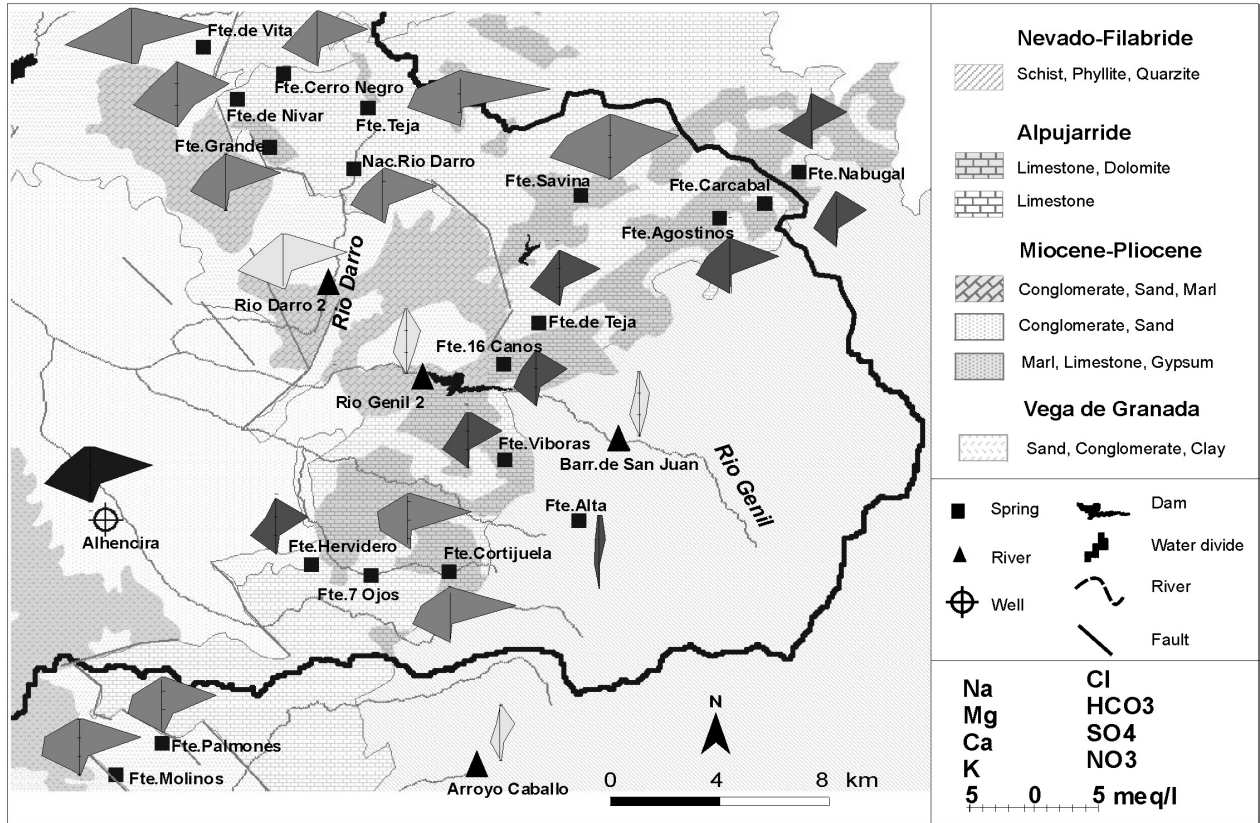 Fte.de Vita
Fte.Cerro Negro
Fte.de Nivar
Fte.Teja
Fte.Grande
Nac.Rio Darro
Fte.Savina
Fte.Carcabal
Fte.Nabugal
Fte.Agostinos
Rio Darro
Rio Darro 2
Fte.de Teja
Fte.16 Canos
Rio Genil 2
Fte.Viboras
Barr.de San Juan
Rio Genil
Fte.Alta
Alhencira
Fte.Hervidero
Fte.Cortijuela
Fte.7 Ojos
Fte.Palmones
Fte.Molinos
Arroyo Caballo
N
0 4 8 km
Nevado-Filabride
Schist, Phyllite, Quarzite
Alpujarride
Limestone, Dolomite
Limestone
Miocene-Pliocene
Conglomerate, Sand, Marl
Conglomerate, Sand
Marl, Limestone, Gypsum
Vega de Granada
Sand, Conglomerate, Clay
Spring
River
Well
Dam
Water divide
River
Fault
Na Cl
Mg HCO3
Ca SO4
K NO3
5 0 5 meq/l